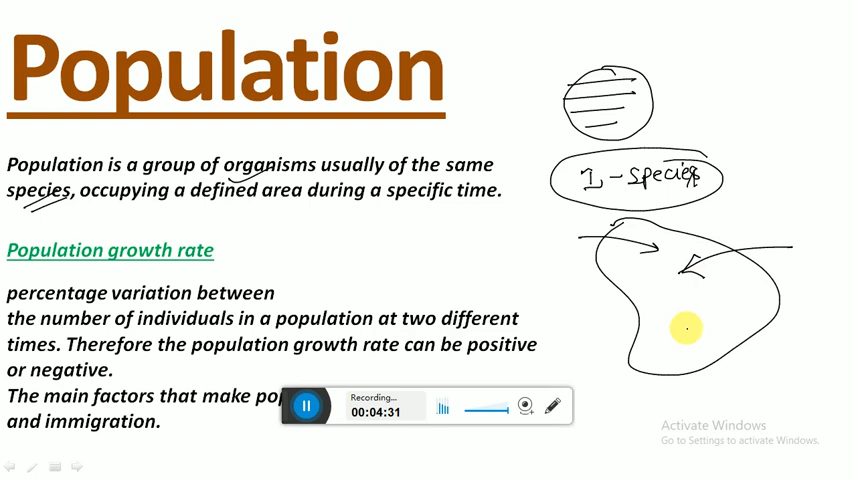 Population
Population is a group of organisms usually of the same
species, occupying a defined area during a specific time.
1 - species
Population growth rate
percentage variation between
the number of individuals in a population at two different
times. Therefore the population growth rate can be positive
or negative.
The main factors that make
and immigration.
Recording...
00:04:31
Activate Windows
Go to Settings to activate Windows.